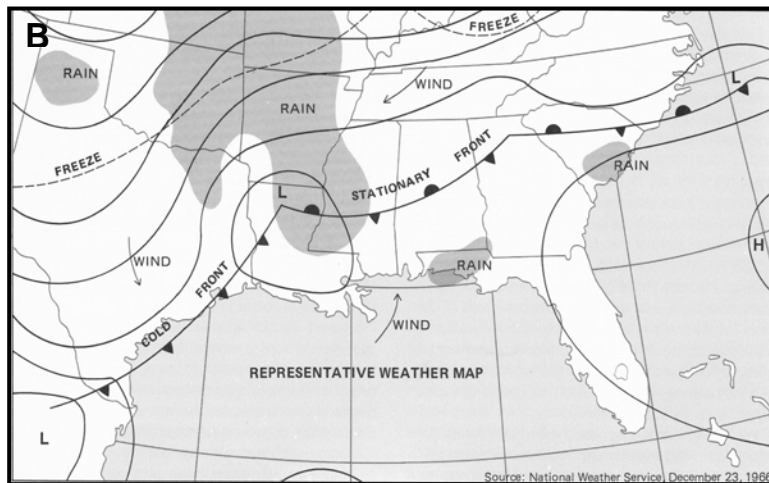 B
FREEZE
RAIN
WIND
L
RAIN
FREEZE
STATIONARY FRONT
RAIN
L
WIND
COLD FRONT
RAIN
H
WIND
REPRESENTATIVE WEATHER MAP
L
Source: National Weather Service, December 23, 1966